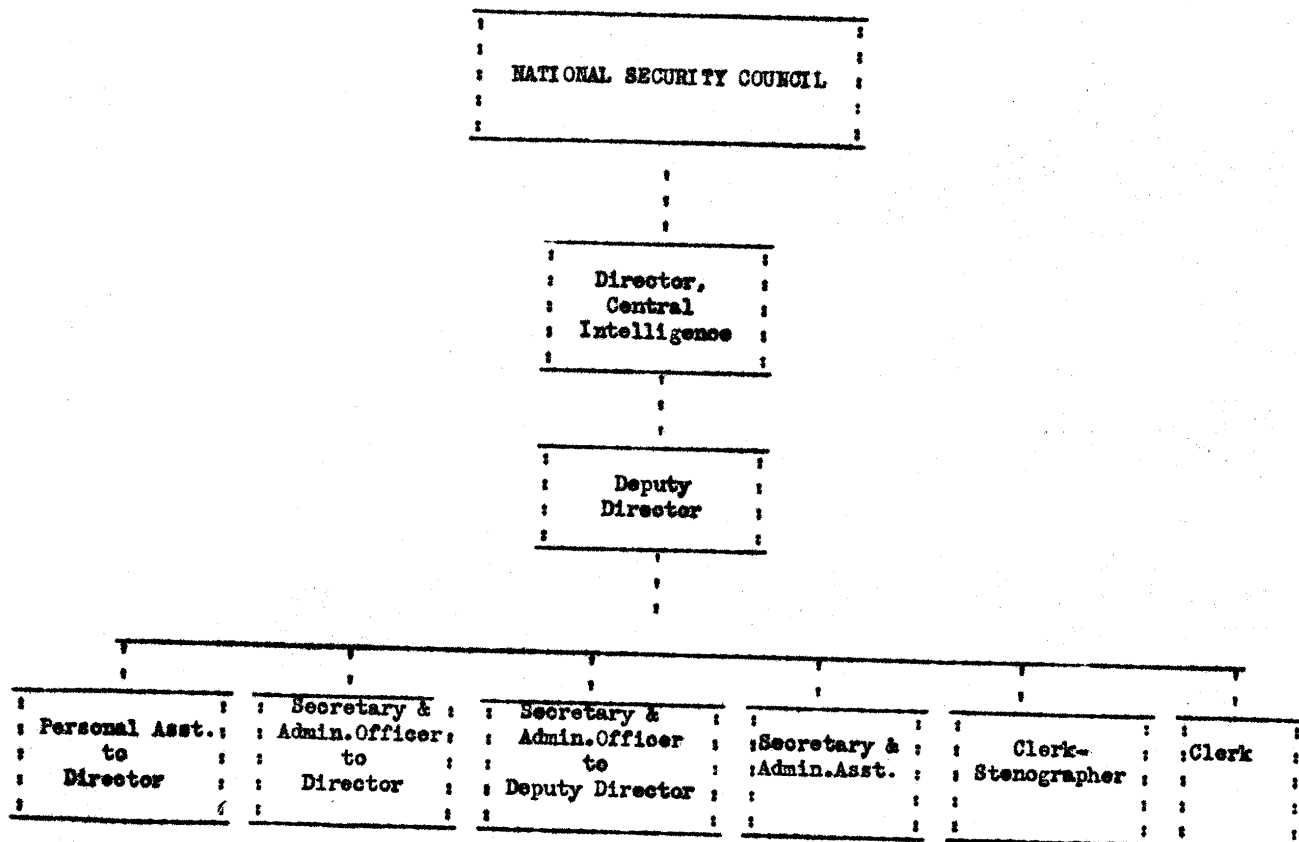 NATIONAL SECURITY COUNCIL
Director,
Central
Intelligence
Deputy
Director
Personal Asst.
to
Director
Secretary &
Admin.Officer
to
Director
Secretary &
Admin.Officer
to
Deputy Director
Secretary &
Admin.Asst.
Clerk-
Stenographer
Clerk